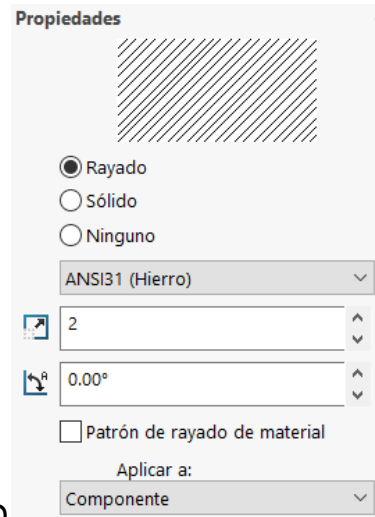 Propiedades
Rayado
Sólido
Ninguno
ANSI31 (Hierro)
2
0.00°
Patrón de rayado de material
Aplicar a:
Componente